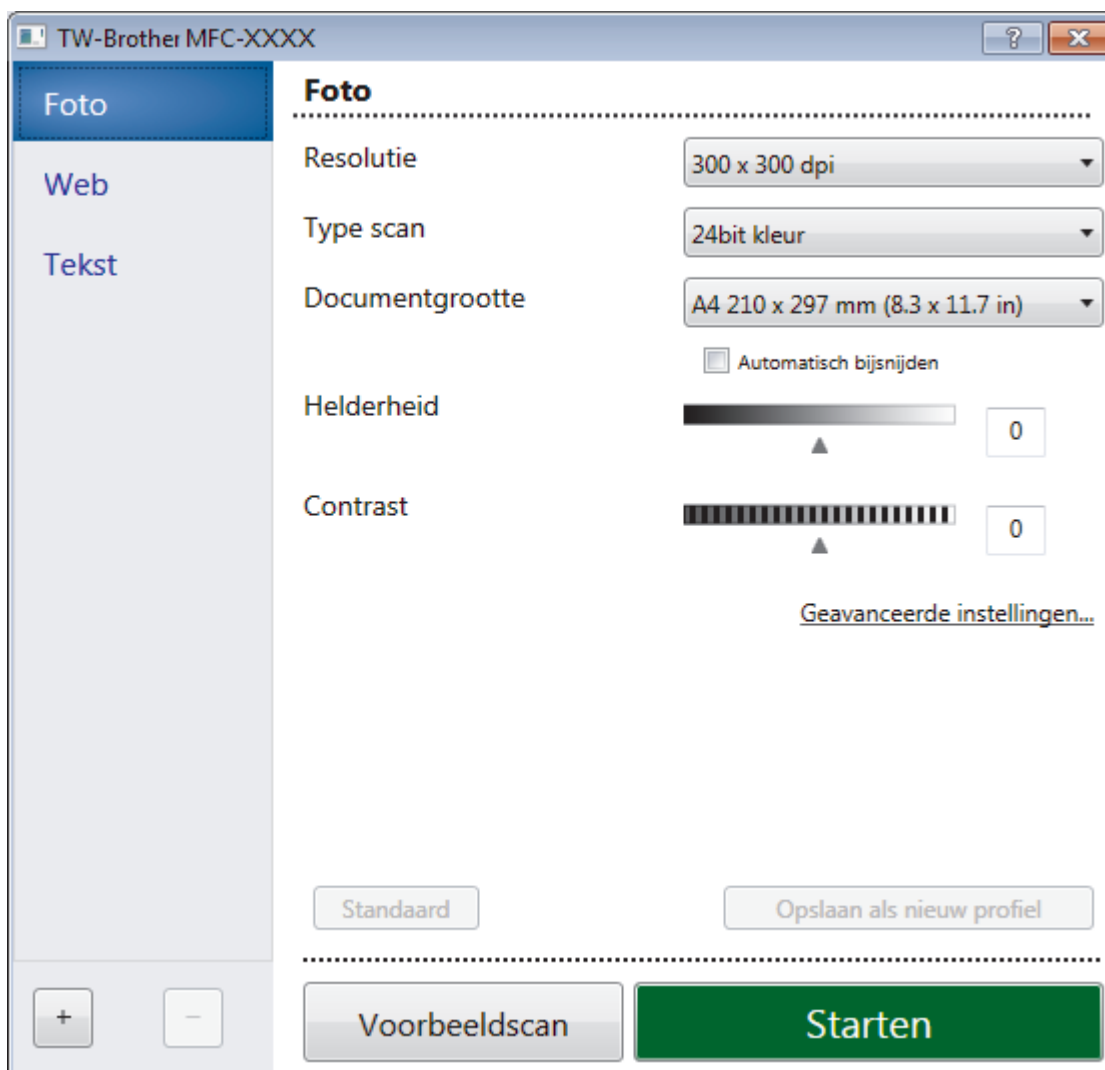 TW-Brother MFC-XXXX
?
Foto
Web
Tekst
Foto
Resolutie
300 x 300 dpi
Type scan
24bit kleur
Documentgrootte
A4 210 x 297 mm (8.3 x 11.7 in)
Automatisch bijsnijden
Helderheid
0
Contrast
0
Geavanceerde instellingen...
Standaard
Opslaan als nieuw profiel
+
−
Voorbeeldscan
Starten